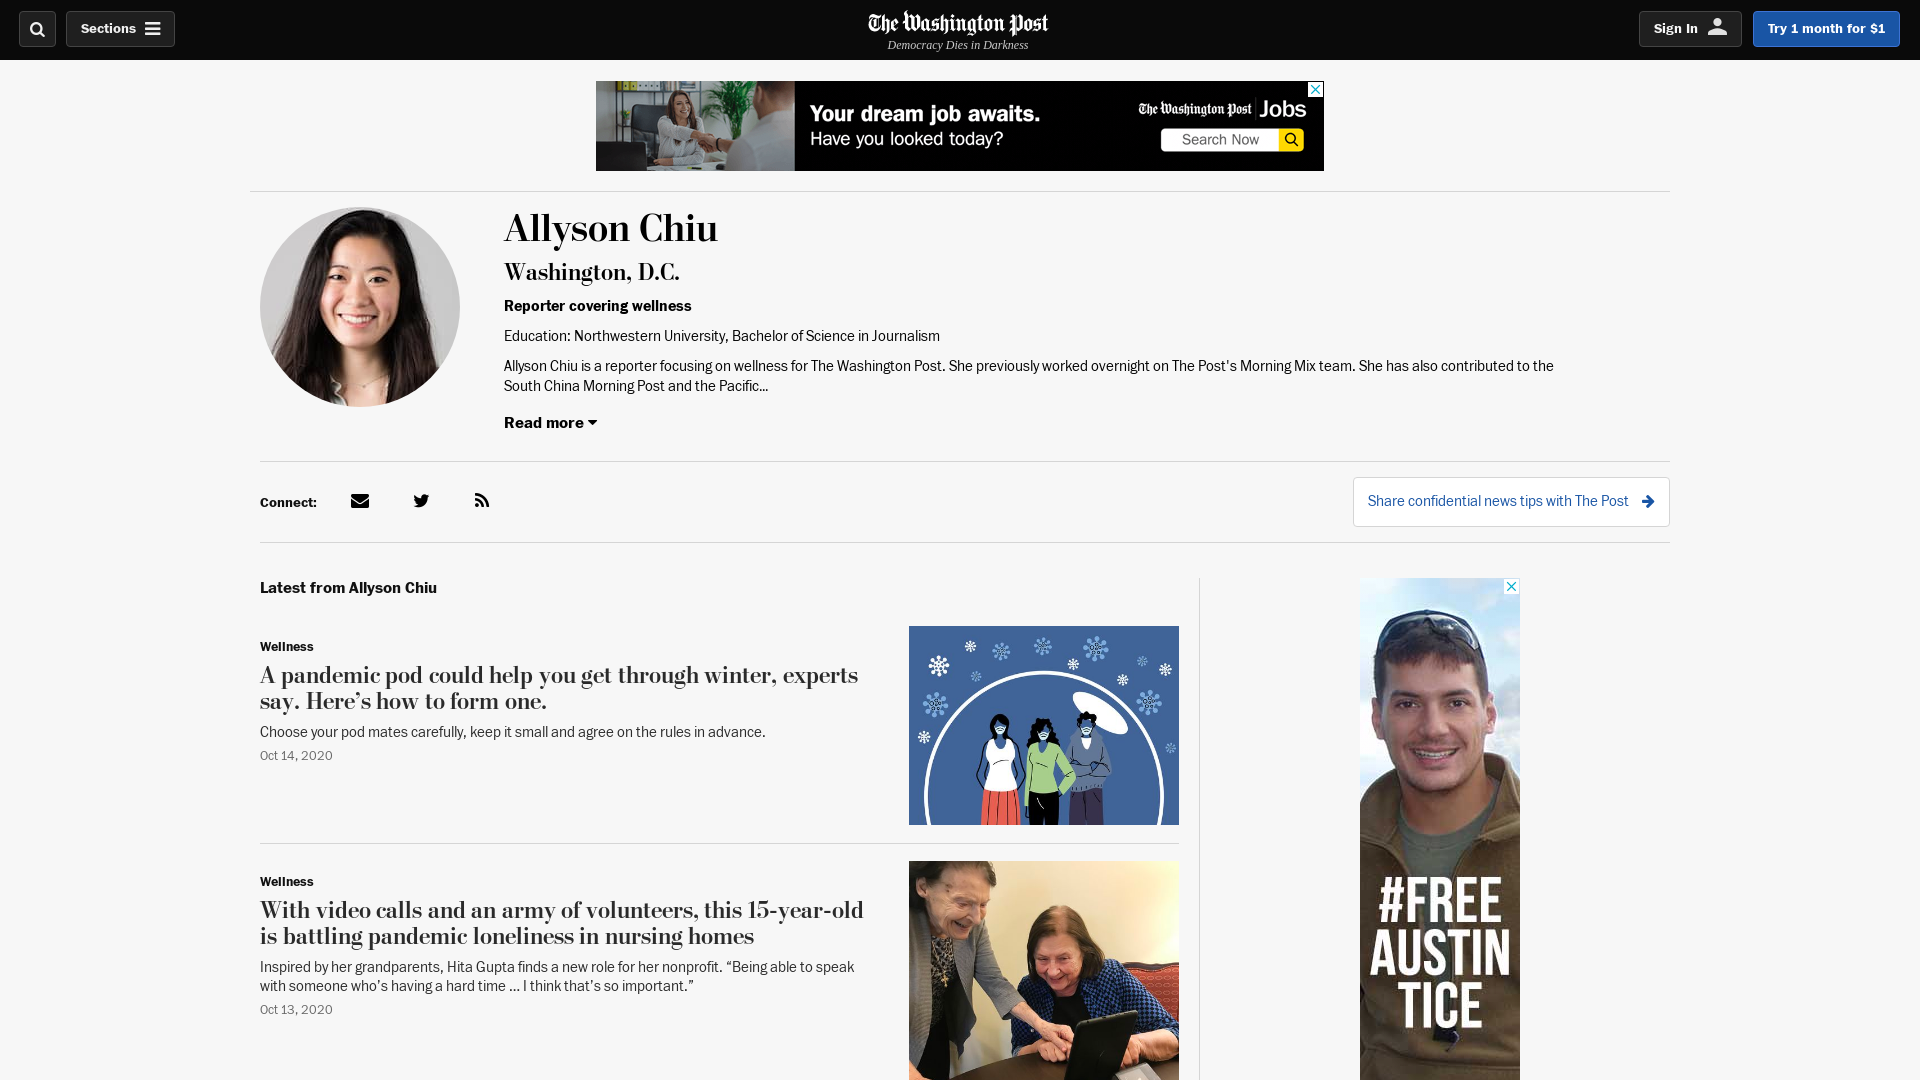 Sections
The Washington Post
Democracy Dies in Darkness
Sign In
Try 1 month for $1
Your dream job awaits.
Have you looked today?
The Washington Post Jobs
Search Now
Allyson Chiu
Washington, D.C.
Reporter covering wellness
Education: Northwestern University, Bachelor of Science in Journalism
Allyson Chiu is a reporter focusing on wellness for The Washington Post. She previously worked overnight on The Post's Morning Mix team. She has also contributed to the
South China Morning Post and the Pacific...
Read more
Connect:
Share confidential news tips with The Post
Latest from Allyson Chiu
Wellness
A pandemic pod could help you get through winter, experts
say. Here’s how to form one.
Choose your pod mates carefully, keep it small and agree on the rules in advance.
Oct 14, 2020
Wellness
With video calls and an army of volunteers, this 15-year-old
is battling pandemic loneliness in nursing homes
Inspired by her grandparents, Hita Gupta finds a new role for her nonprofit. “Being able to speak
with someone who’s having a hard time ... I think that’s so important.”
Oct 13, 2020
#FREE
AUSTIN
TICE